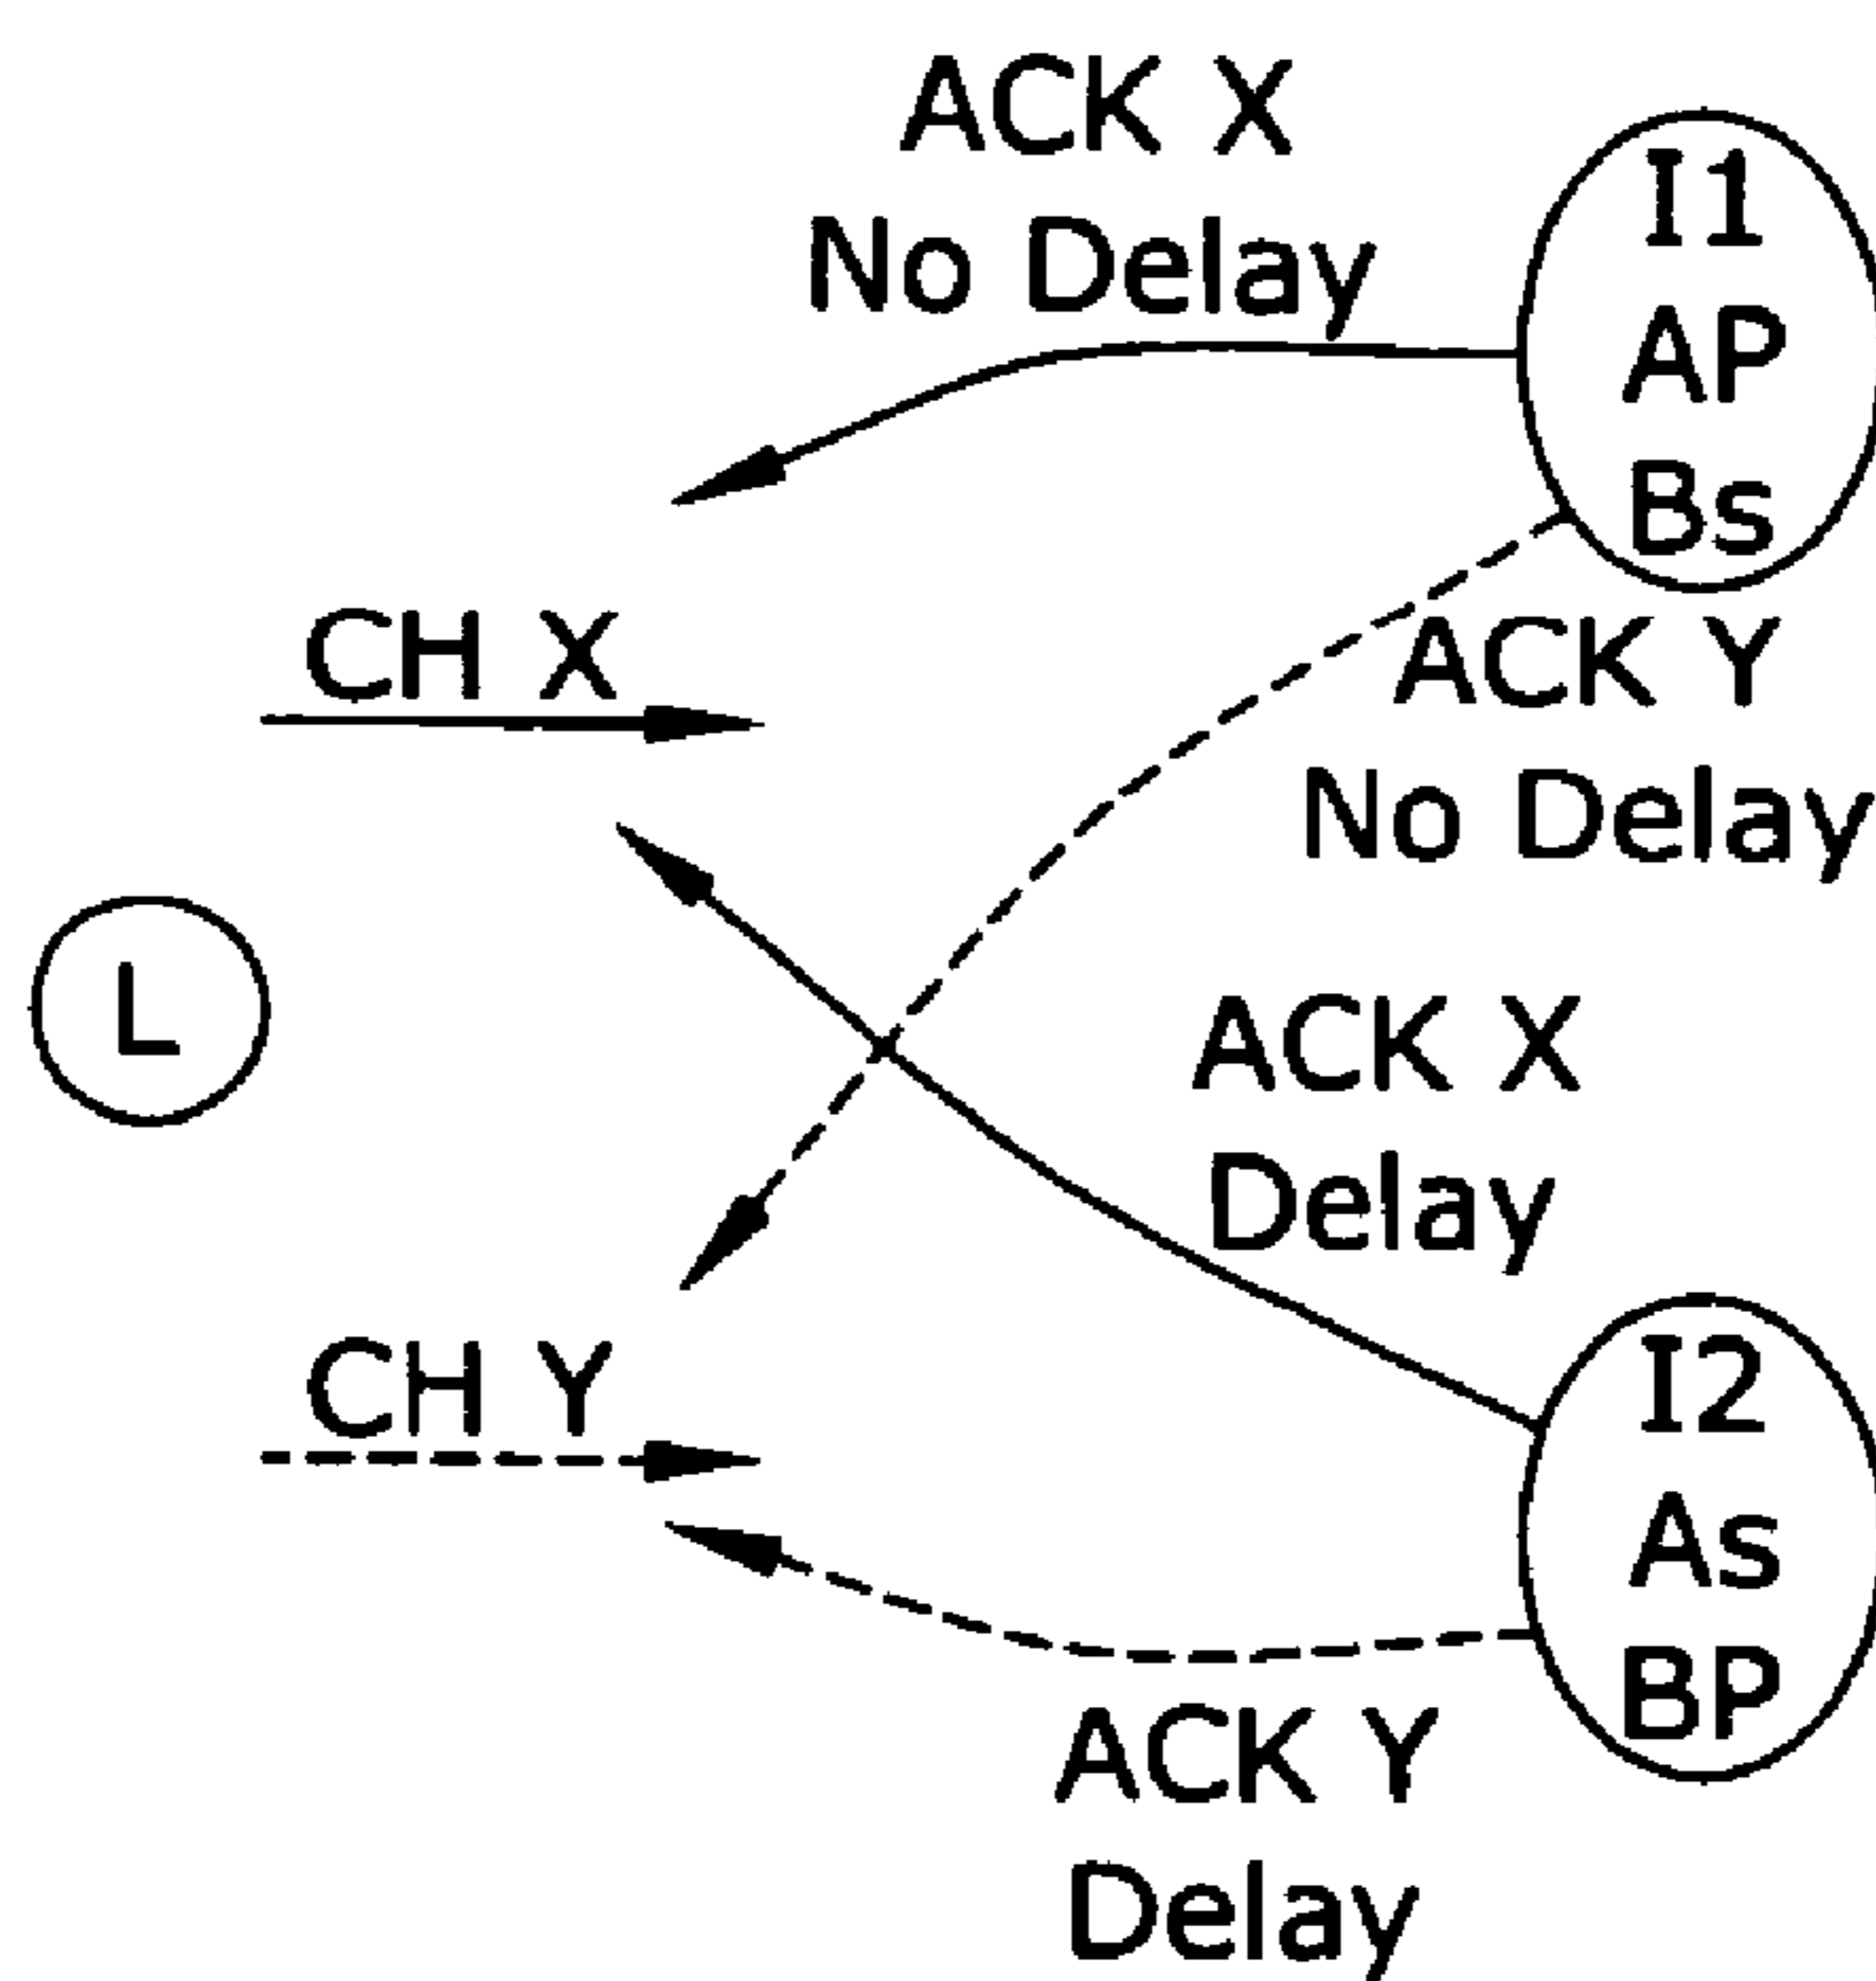 ACK X
No Delay
I1
AP
Bs
CH X
ACK Y
No Delay
L
ACK X
Delay
CH Y
I2
As
BP
ACK Y
Delay